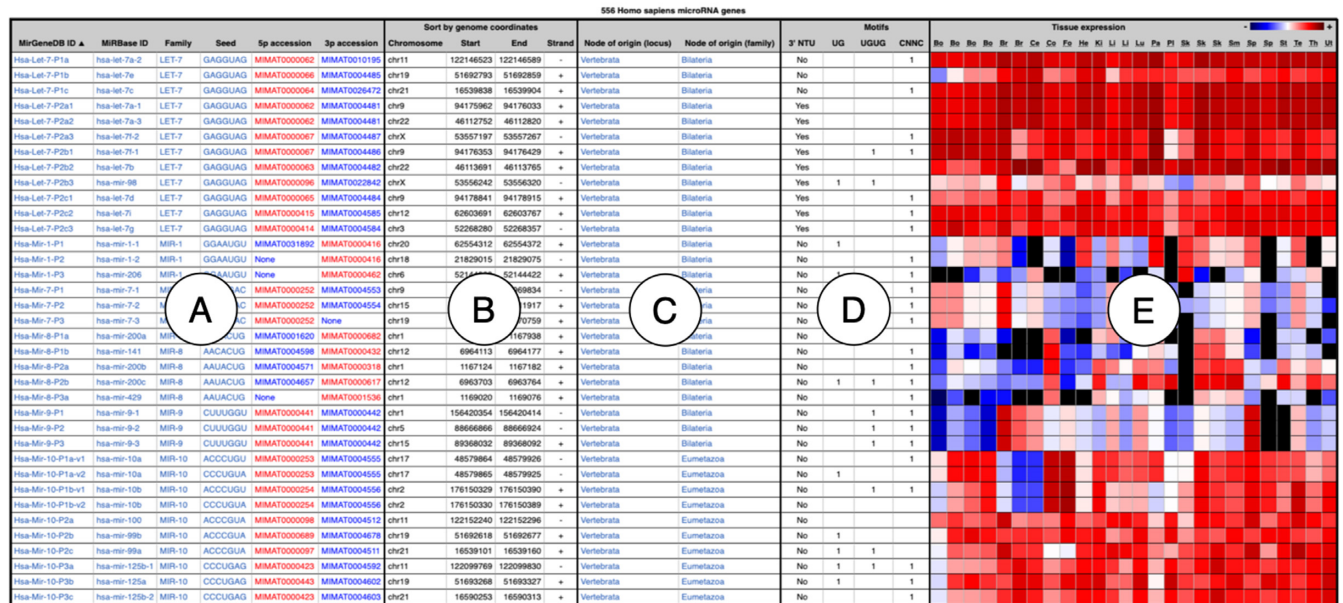 556 Homo sapiens microRNA genes
Sort by genome coordinates Motifs Tissue expression - +
MirGeneDB ID ▲ MiRBase ID Family Seed 5p accession 3p accession Chromosome Start End Strand Node of origin (locus) Node of origin (family) 3' NTU UG UGUG CNNC Bo Bo Bo Bo Br Br Ce Co Fo He Ki Li Li Lu Pa Pl Sk Sk Sk Sm Sp Sp St Te Th Ut
Hsa-Let-7-P1a hsa-let-7a-2 LET-7 GAGGUAG MIMAT0000062 MIMAT0010195 chr11 122146523 122146589 - Vertebrata Bilateria No 1
Hsa-Let-7-P1b hsa-let-7e LET-7 GAGGUAG MIMAT0000066 MIMAT0004485 chr19 51692793 51692859 + Vertebrata Bilateria No
Hsa-Let-7-P1c hsa-let-7c LET-7 GAGGUAG MIMAT0000064 MIMAT0026472 chr21 16539838 16539904 + Vertebrata Bilateria No 1
Hsa-Let-7-P2a1 hsa-let-7a-1 LET-7 GAGGUAG MIMAT0000062 MIMAT0004481 chr9 94175962 94176033 + Vertebrata Bilateria Yes
Hsa-Let-7-P2a2 hsa-let-7a-3 LET-7 GAGGUAG MIMAT0000062 MIMAT0004481 chr22 46112752 46112820 + Vertebrata Bilateria Yes
Hsa-Let-7-P2a3 hsa-let-7f-2 LET-7 GAGGUAG MIMAT0000067 MIMAT0004487 chrX 53557197 53557267 - Vertebrata Bilateria Yes 1
Hsa-Let-7-P2b1 hsa-let-7f-1 LET-7 GAGGUAG MIMAT0000067 MIMAT0004486 chr9 94176353 94176429 + Vertebrata Bilateria Yes 1 1
Hsa-Let-7-P2b2 hsa-let-7b LET-7 GAGGUAG MIMAT0000063 MIMAT0004482 chr22 46113691 46113765 + Vertebrata Bilateria Yes
Hsa-Let-7-P2b3 hsa-mir-98 LET-7 GAGGUAG MIMAT0000096 MIMAT0022842 chrX 53556242 53556320 - Vertebrata Bilateria Yes 1 1
Hsa-Let-7-P2c1 hsa-let-7d LET-7 GAGGUAG MIMAT0000065 MIMAT0004484 chr9 94178841 94178915 + Vertebrata Bilateria Yes 1
Hsa-Let-7-P2c2 hsa-let-7i LET-7 GAGGUAG MIMAT0000415 MIMAT0004585 chr12 62603691 62603767 + Vertebrata Bilateria Yes 1
Hsa-Let-7-P2c3 hsa-let-7g LET-7 GAGGUAG MIMAT0000414 MIMAT0004584 chr3 52268280 52268357 - Vertebrata Bilateria Yes 1
Hsa-Mir-1-P1 hsa-mir-1-1 MIR-1 GGAAUGU MIMAT0031892 MIMAT0000416 chr20 62554312 62554372 + Vertebrata Bilateria No 1
Hsa-Mir-1-P2 hsa-mir-1-2 MIR-1 GGAAUGU None MIMAT0000416 chr18 21829015 21829075 - Vertebrata Bilateria No
Hsa-Mir-1-P3 hsa-mir-206 None MIMAT0000462 chr6 52144422 + Vertebrata Bilateria No 1
Hsa-Mir-7-P1 hsa-mir-7-1 MIMAT0000252 MIMAT0004553 chr9 - Vertebrata No 1
Hsa-Mir-7-P2 hsa-mir-7-2 MIMAT0000252 MIMAT0004554 chr15 + Vertebrata No 1
Hsa-Mir-7-P3 hsa-mir-7-3 MIMAT0000252 None chr19 + Vertebrata No 1
A B C D E
Hsa-Mir-8-P1a hsa-mir-200a MIMAT0001620 MIMAT0000682 chr1 1167938 + Vertebrata Bilateria No 1
Hsa-Mir-8-P1b hsa-mir-141 MIR-8 AACACUG MIMAT0004598 MIMAT0000432 chr12 6964113 6964177 + Vertebrata Bilateria No 1
Hsa-Mir-8-P2a hsa-mir-200b MIR-8 AAUACUG MIMAT0004571 MIMAT0000318 chr1 1167124 1167182 + Vertebrata Bilateria No 1
Hsa-Mir-8-P2b hsa-mir-200c MIR-8 AAUACUG MIMAT0004657 MIMAT0000617 chr12 6963703 6963764 + Vertebrata Bilateria No 1 1 1
Hsa-Mir-8-P3a hsa-mir-429 MIR-8 AAUACUG None MIMAT0001536 chr1 1169020 1169076 + Vertebrata Bilateria No 1
Hsa-Mir-9-P1 hsa-mir-9-1 MIR-9 CUUUGGU MIMAT0000441 MIMAT0000442 chr1 156420354 156420414 - Vertebrata Bilateria No 1 1
Hsa-Mir-9-P2 hsa-mir-9-2 MIR-9 CUUUGGU MIMAT0000441 MIMAT0000442 chr5 88666866 88666924 - Vertebrata Bilateria No 1 1
Hsa-Mir-9-P3 hsa-mir-9-3 MIR-9 CUUUGGU MIMAT0000441 MIMAT0000442 chr15 89368032 89368092 + Vertebrata Bilateria No 1 1
Hsa-Mir-10-P1a-v1 hsa-mir-10a MIR-10 ACCCUGU MIMAT0000253 MIMAT0004555 chr17 48579864 48579926 - Vertebrata Eumetazoa No 1
Hsa-Mir-10-P1a-v2 hsa-mir-10a MIR-10 CCCUGUA MIMAT0000253 MIMAT0004555 chr17 48579865 48579925 - Vertebrata Eumetazoa No 1
Hsa-Mir-10-P1b-v1 hsa-mir-10b MIR-10 ACCCUGU MIMAT0000254 MIMAT0004556 chr2 176150329 176150390 + Vertebrata Eumetazoa No 1 1
Hsa-Mir-10-P1b-v2 hsa-mir-10b MIR-10 CCCUGUA MIMAT0000254 MIMAT0004556 chr2 176150330 176150389 + Vertebrata Eumetazoa No
Hsa-Mir-10-P2a hsa-mir-100 MIR-10 ACCCGUA MIMAT0000098 MIMAT0004512 chr11 122152240 122152296 - Vertebrata Eumetazoa No
Hsa-Mir-10-P2b hsa-mir-99b MIR-10 ACCCGUA MIMAT0000689 MIMAT0004678 chr19 51692618 51692677 + Vertebrata Eumetazoa No 1
Hsa-Mir-10-P2c hsa-mir-99a MIR-10 ACCCGUA MIMAT0000097 MIMAT0004511 chr21 16539101 16539160 + Vertebrata Eumetazoa No 1 1
Hsa-Mir-10-P3a hsa-mir-125b-1 MIR-10 CCCUGAG MIMAT0000423 MIMAT0004592 chr11 122099769 122099830 - Vertebrata Eumetazoa No 1 1 1
Hsa-Mir-10-P3b hsa-mir-125a MIR-10 CCCUGAG MIMAT0000443 MIMAT0004602 chr19 51693268 51693327 + Vertebrata Eumetazoa No 1 1
Hsa-Mir-10-P3c hsa-mir-125b-2 MIR-10 CCCUGAG MIMAT0000423 MIMAT0004603 chr21 16590253 16590313 + Vertebrata Eumetazoa No 1